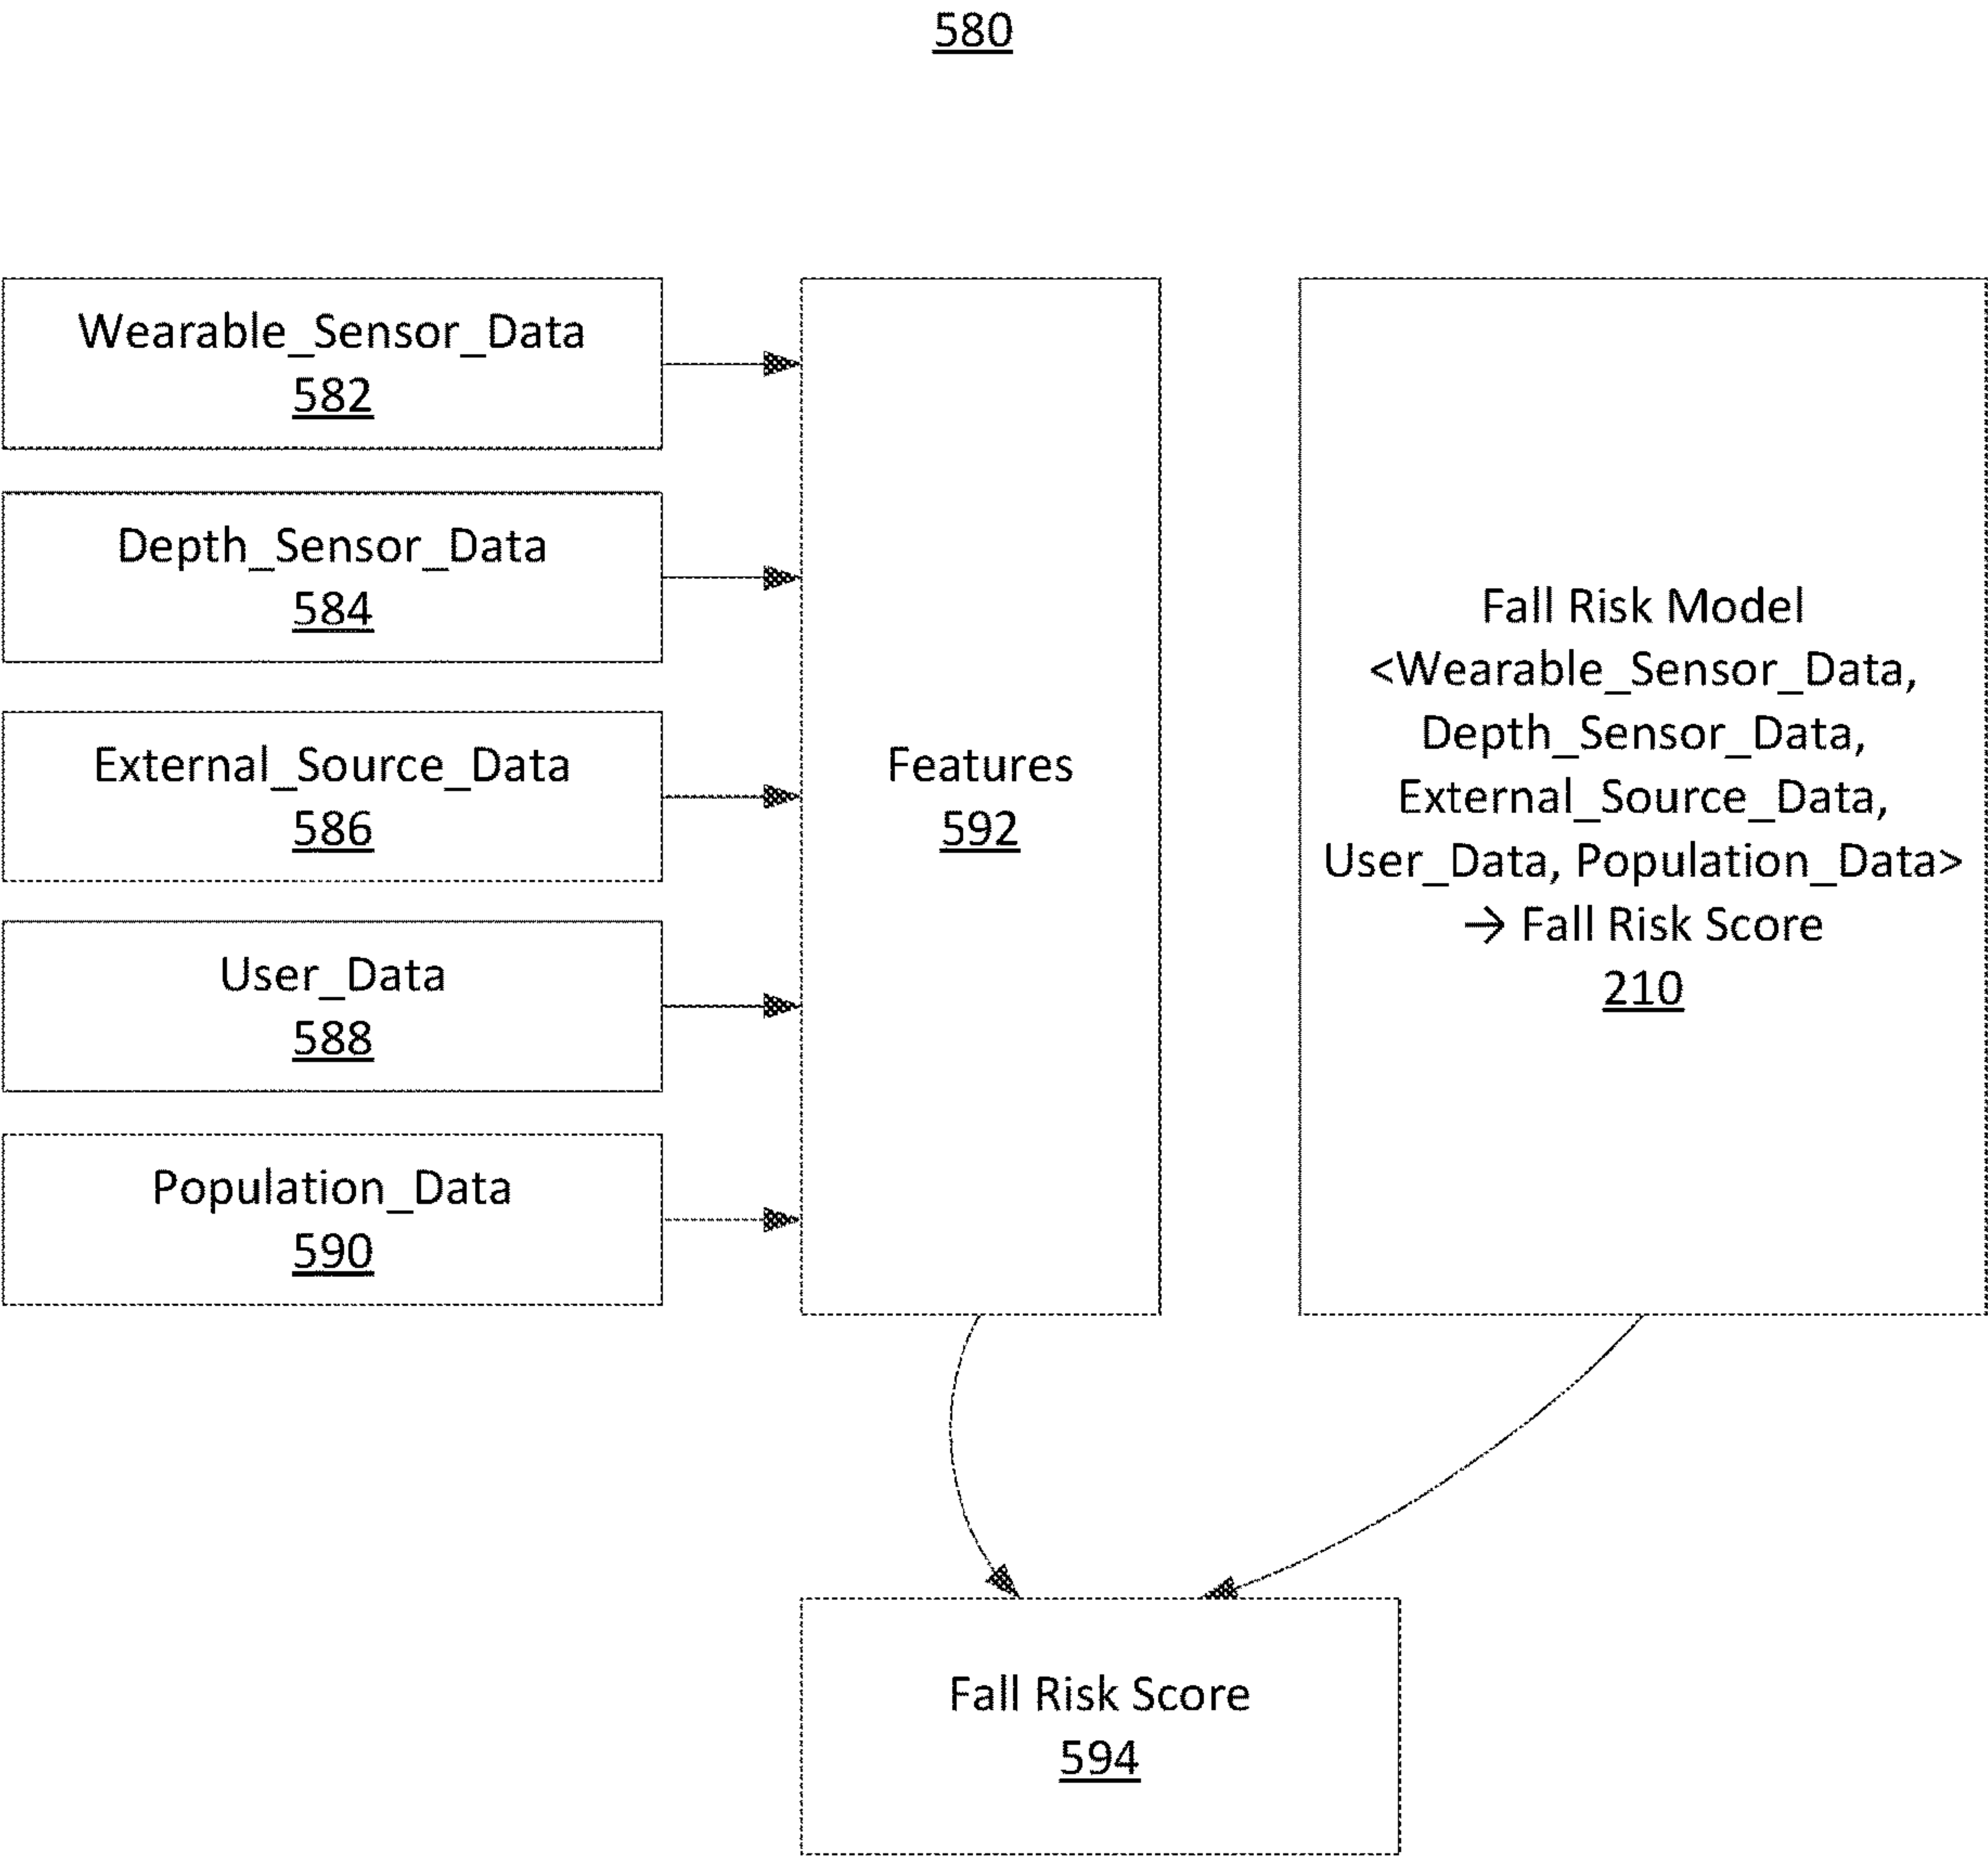 580
Wearable_Sensor_Data
582
Depth_Sensor_Data
584
External_Source_Data
586
User_Data
588
Population_Data
590
Features
592
Fall Risk Model
<Wearable_Sensor_Data,
Depth_Sensor_Data,
External_Source_Data,
User_Data, Population_Data>
→ Fall Risk Score
210
Fall Risk Score
594